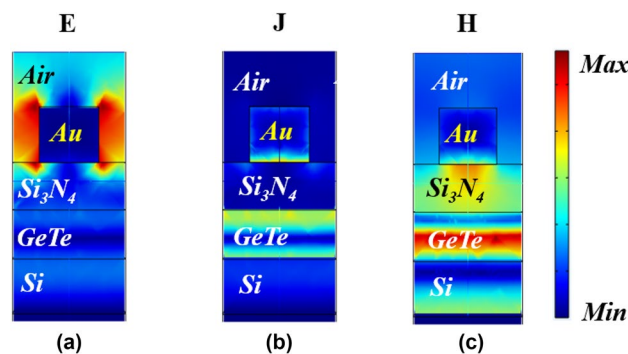 E
J
H
Air
Au
Si₃N₄
GeTe
Si
Air
Au
Si₃N₄
GeTe
Si
Air
Au
Si₃N₄
GeTe
Si
Max
Min
(a)
(b)
(c)